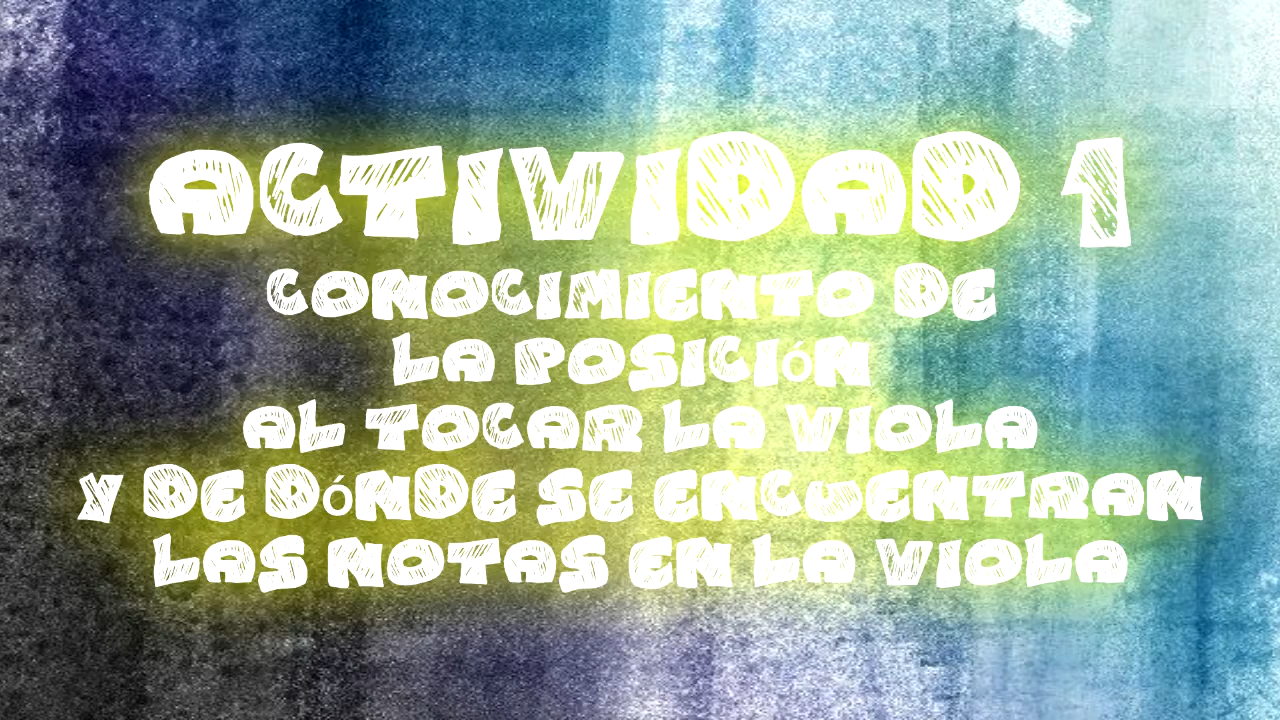 ACTIVIDAD 1
CONOCIMIENTO DE
LA POSICIÓN
AL TOCAR LA VIOLA
Y DE DÓNDE SE ENCUENTRAN
LAS NOTAS EN LA VIOLA